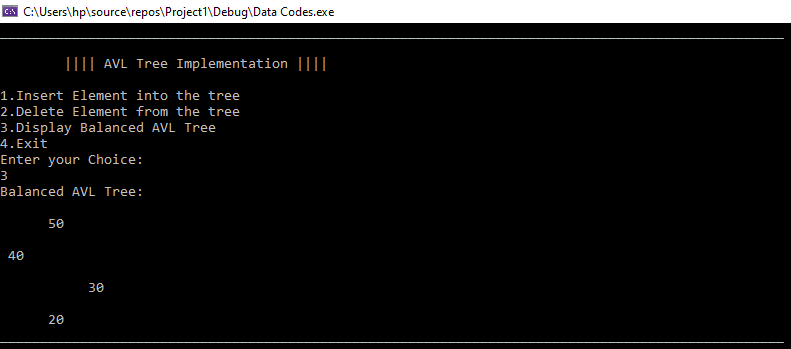 C:\Users\hp\source\repos\Project1\Debug\Data Codes.exe
|||| AVL Tree Implementation ||||
1.Insert Element into the tree
2.Delete Element from the tree
3.Display Balanced AVL Tree
4.Exit
Enter your Choice:
3
Balanced AVL Tree:
50
40
30
20